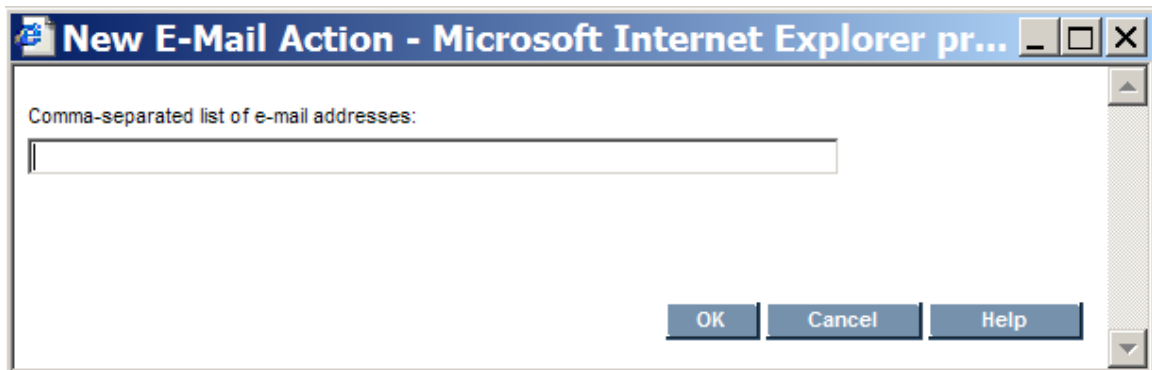 New E-Mail Action - Microsoft Internet Explorer pr...
Comma-separated list of e-mail addresses:
OK Cancel Help